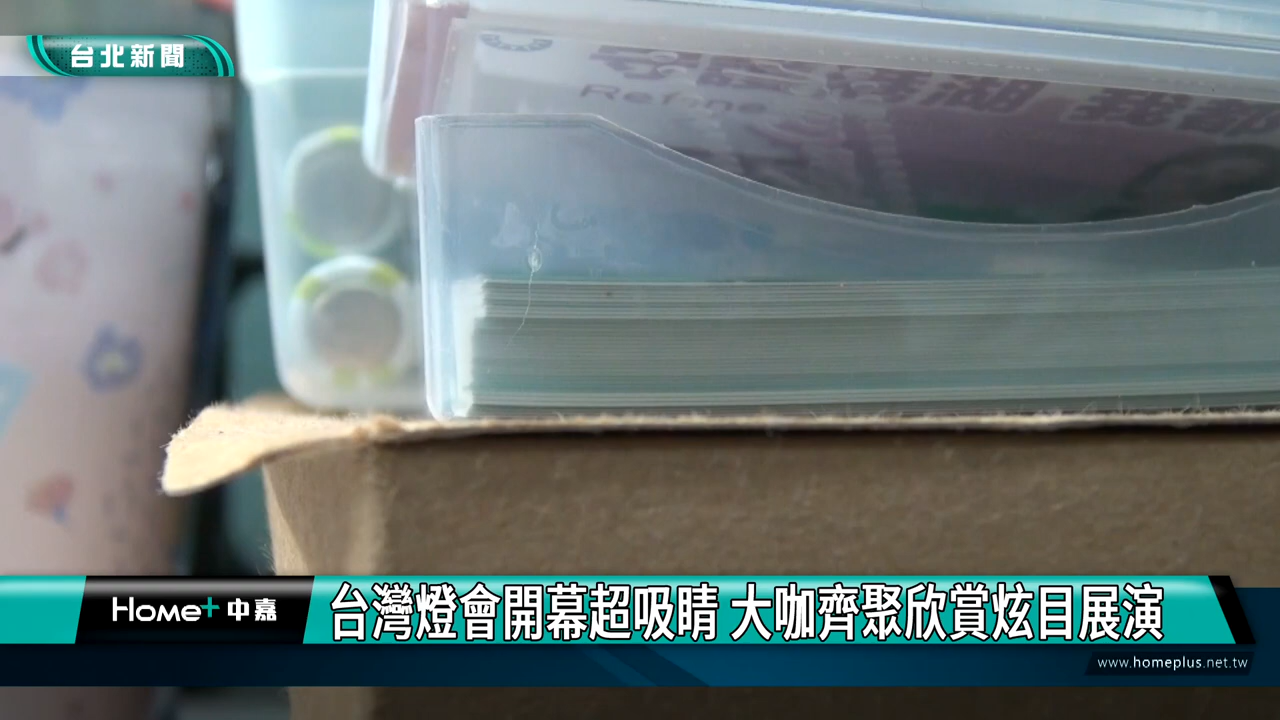 台北新聞
Refine
Home+中嘉
台灣燈會開幕超吸睛 大咖齊聚欣賞炫目展演
www.homeplus.net.tw